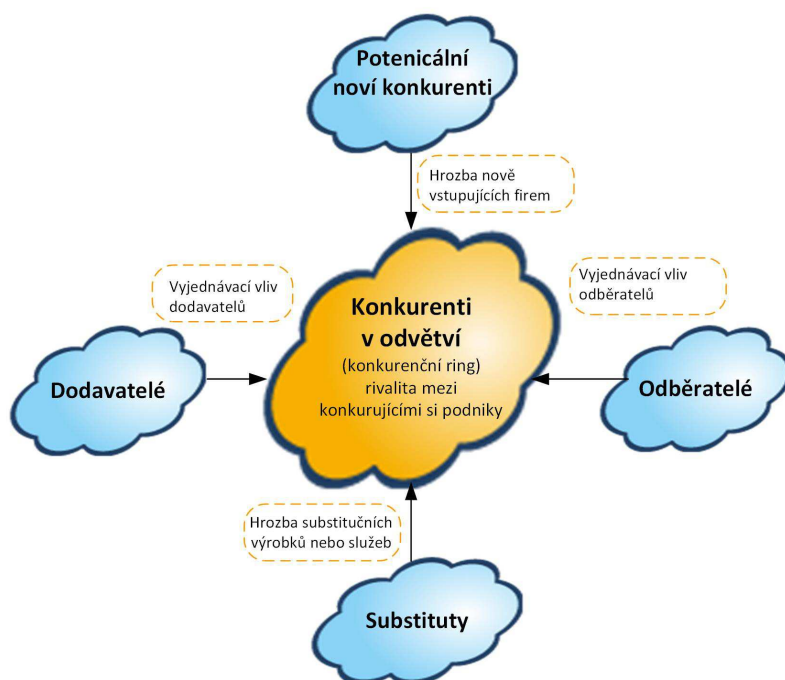 Potenicální
noví konkurenti
Hrozba nově
vstupujících firem
Vyjednávací vliv
dodavatelů
Vyjednávací vliv
odběratelů
Konkurenti
v odvětví
(konkurenční ring)
rivalita mezi
konkurujícími si podniky
Dodavatelé
Odběratelé
Hrozba substitučních
výrobků nebo služeb
Substituty